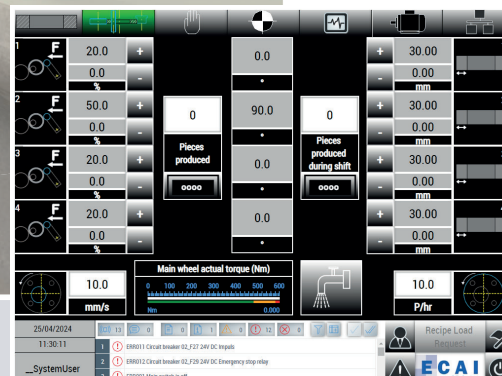 1 F 20.0 + 0.0 + 30.00
0.0 - ° - 0.00
% mm
2 F 50.0 + 90.0 + 30.00
0.0 - ° - 0.00
% mm
0 0
Pieces produced Pieces produced during shift
0000 0000
3 F 20.0 + 0.0 + 30.00
0.0 - ° - 0.00
% mm
4 F 20.0 + 0.0 + 30.00
0.0 - ° - 0.00
% mm
10.0 Main wheel actual torque (Nm) 10.0
0 100 200 300 400 500 600
mm/s Nm 0.000 P/hr
25/04/2024 13 0 0 1 0 12 0 Recipe Load
11:30:11 1 ERR011 Circuit breaker 02_F27 24V DC Impuls Request
2 ERR012 Circuit breaker 02_F29 24V DC Emergency stop relay
__SystemUser ECAI